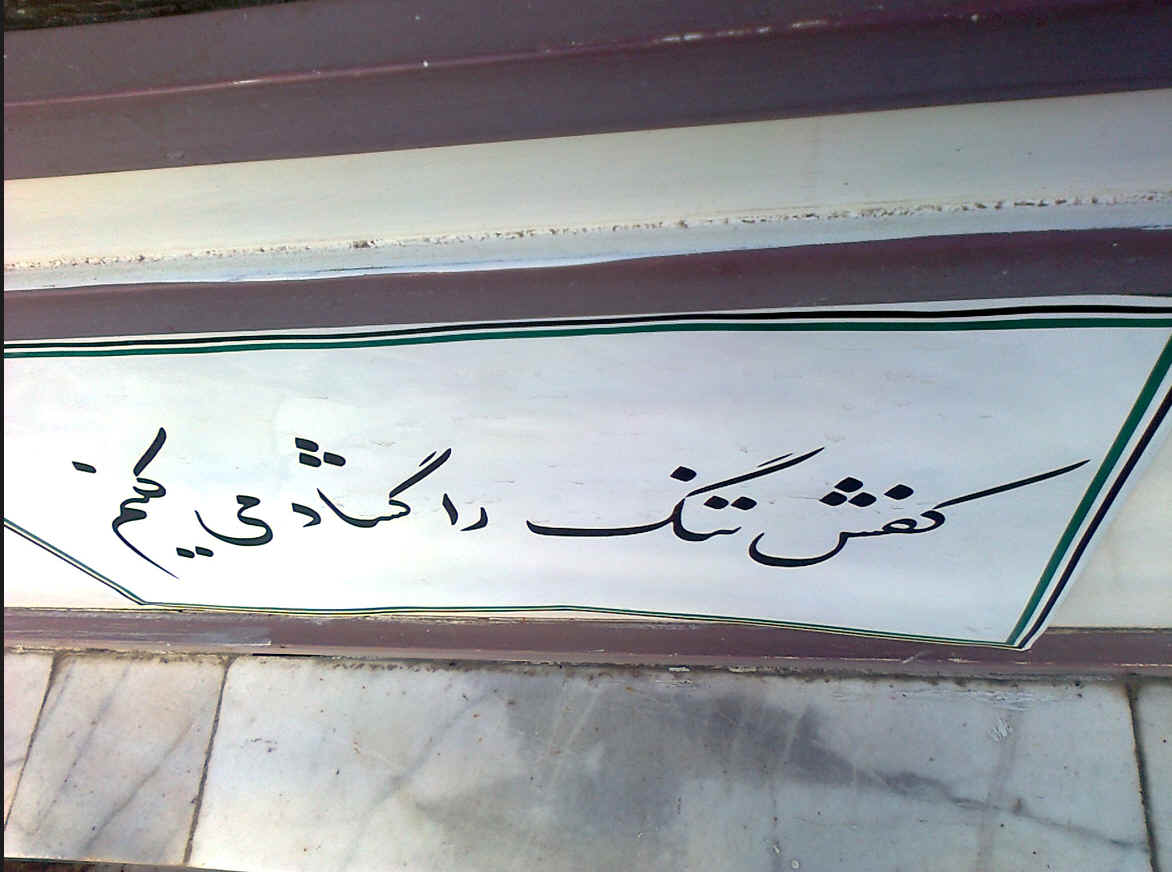 کفش تنگ را گشاد می کنیم